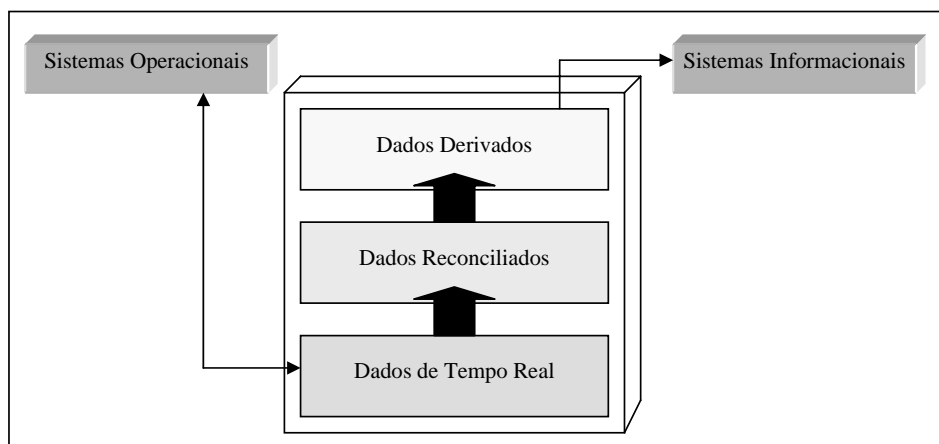 Sistemas Operacionais
Sistemas Informacionais
Dados Derivados
Dados Reconciliados
Dados de Tempo Real